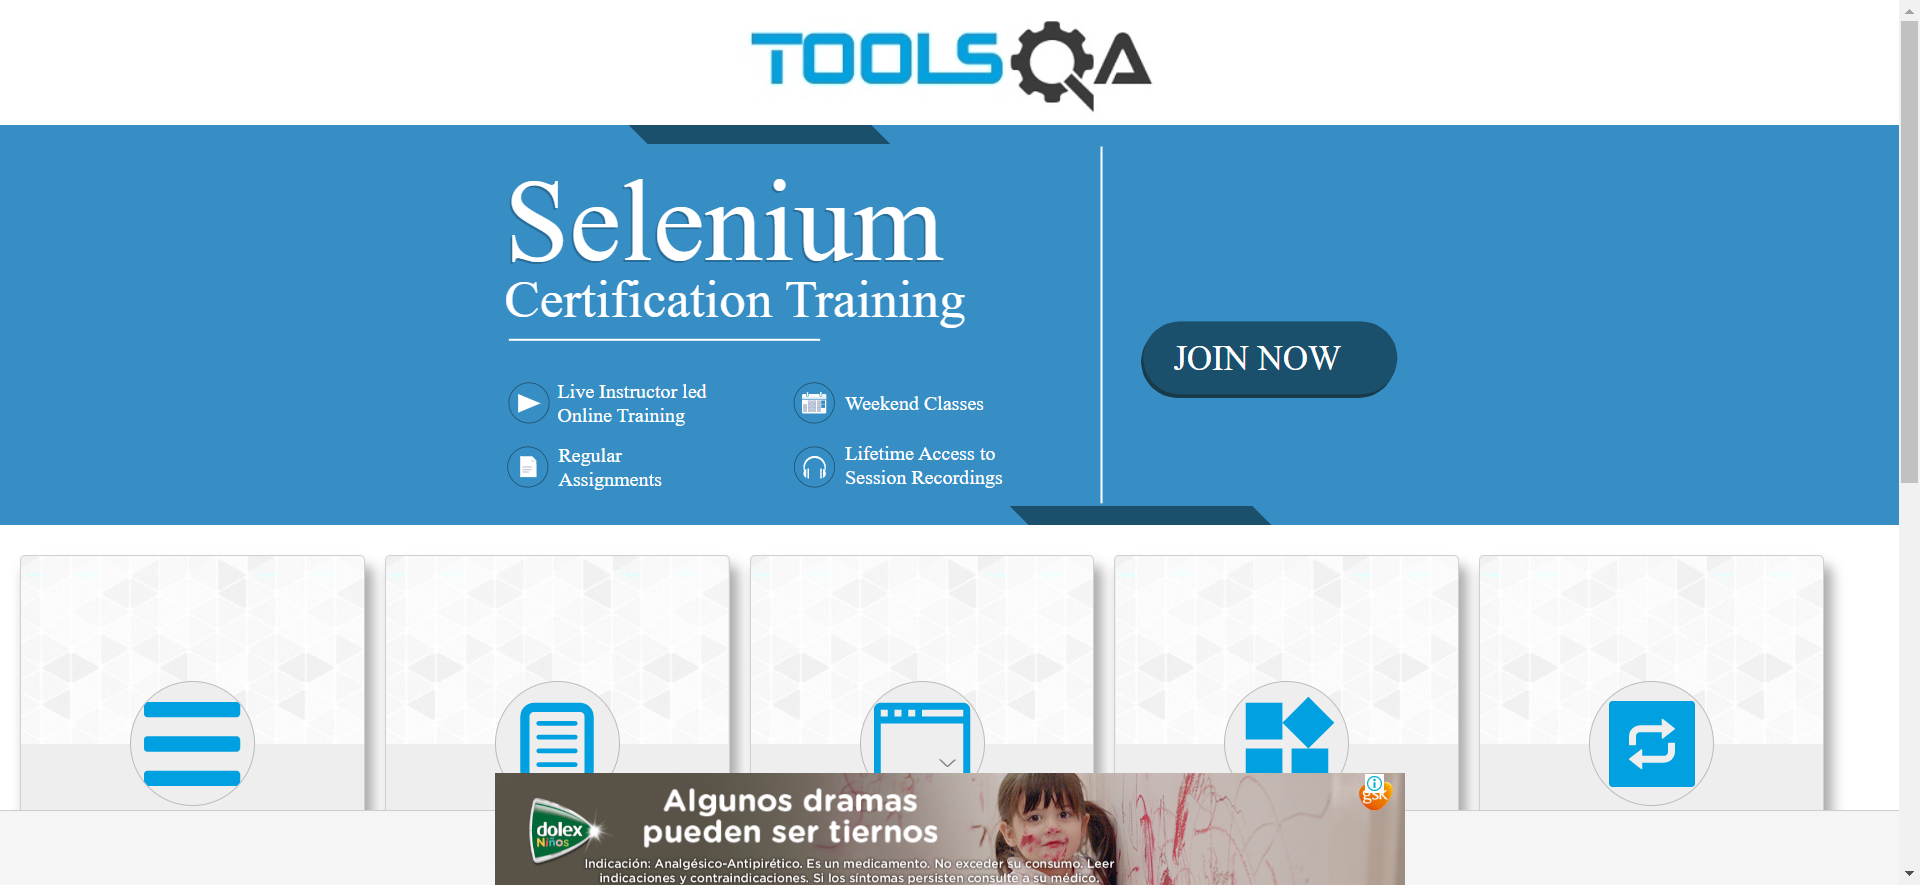 TOOLSQA
Selenium
Certification Training
JOIN NOW
Live Instructor led
Online Training
Weekend Classes
Regular
Assignments
Lifetime Access to
Session Recordings
Algunos dramas
pueden ser tiernos
dolex
Niños
gsk
Indicación: Analgésico-Antipirético. Es un medicamento. No exceder su consumo. Leer
indicaciones y contraindicaciones. Si los síntomas persisten consulte a su médico.